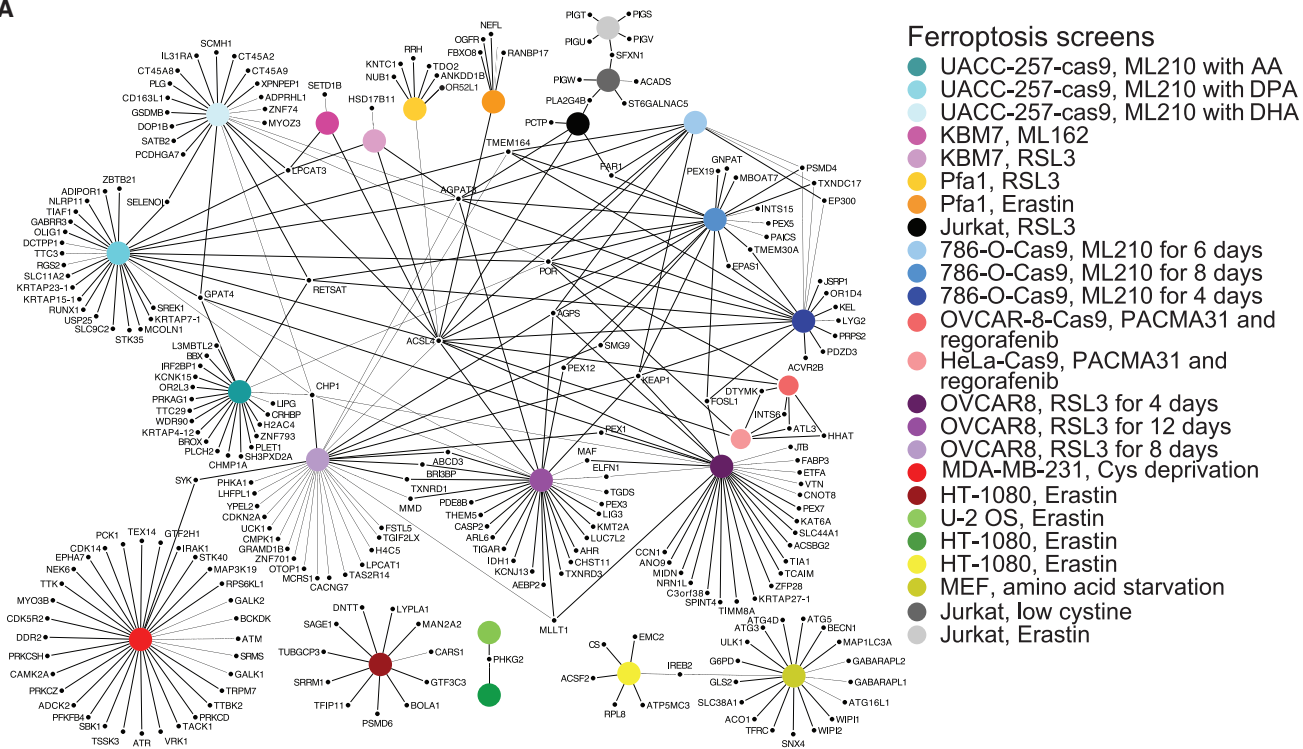 A
Ferroptosis screens
UACC-257-cas9, ML210 with AA
UACC-257-cas9, ML210 with DPA
UACC-257-cas9, ML210 with DHA
KBM7, ML162
KBM7, RSL3
Pfa1, RSL3
Pfa1, Erastin
Jurkat, RSL3
786-O-Cas9, ML210 for 6 days
786-O-Cas9, ML210 for 8 days
786-O-Cas9, ML210 for 4 days
OVCAR-8-Cas9, PACMA31 and
regorafenib
HeLa-Cas9, PACMA31 and
regorafenib
OVCAR8, RSL3 for 4 days
OVCAR8, RSL3 for 12 days
OVCAR8, RSL3 for 8 days
MDA-MB-231, Cys deprivation
HT-1080, Erastin
U-2 OS, Erastin
HT-1080, Erastin
HT-1080, Erastin
MEF, amino acid starvation
Jurkat, low cystine
Jurkat, Erastin
SCMH1
IL31RA
CT45A2
CT45A8
CT45A9
PLG
XPNPEP1
CD163L1
ADPRHL1
GSDMB
ZNF74
DOP1B
MYOZ3
SATB2
PCDHGA7
SETD1B
HSD17B11
LPCAT3
RRH
KNTC1
TDO2
NUB1
ANKDD1B
OR52L1
NEFL
OGFR
FBXO8
RANBP17
PIGT
PIGS
PIGU
PIGV
SFXN1
PIGW
ACADS
PLA2G4B
ST6GALNAC5
PCTP
TMEM164
FAR1
AGPAT3
GNPAT
PEX19
MBOAT7
PSMD4
TXNDC17
EP300
INTS15
PEX5
PAICS
TMEM30A
EPAS1
ZBTB21
ADIPOR1
SELENOI
NLRP11
TIAF1
GABRR3
OLIG1
DCTPP1
TTC3
RGS2
SLC11A2
KRTAP23-1
KRTAP15-1
RUNX1
USP25
SLC9C2
STK35
MCOLN1
KRTAP7-1
SREK1
GPAT4
RETSAT
POR
AGPS
ACSL4
SMG9
PEX12
KEAP1
JSRP1
OR1D4
KEL
LYG2
PRPS2
PDZD3
ACVR2B
L3MBTL2
BBX
IRF2BP1
KCNK15
OR2L3
PRKAG1
TTC29
WDR90
KRTAP4-12
BROX
PLCH2
CHMP1A
SH3PXD2A
PLET1
ZNF793
H2AC4
CRHBP
LIPG
CHP1
DTYMK
FOSL1
INTS6
ATL3
HHAT
SYK
PHKA1
LHFPL1
YPEL2
CDKN2A
UCK1
CMPK1
GRAMD1B
ZNF701
OTOP1
MCRS1
CACNG7
TAS2R14
LPCAT1
H4C5
TGIF2LX
FSTL5
ABCD3
BRI3BP
TXNRD1
MMD
PEX1
MAF
ELFN1
TGDS
PEX3
LIG3
KMT2A
LUC7L2
AHR
CHST11
TXNRD3
AEBP2
KCNJ13
IDH1
TIGAR
ARL6
CASP2
THEM5
PDE8B
MLLT1
JTB
FABP3
ETFA
VTN
CNOT8
PEX7
KAT6A
SLC44A1
ACSBG2
TIA1
TCAIM
ZFP28
KRTAP27-1
TIMM8A
SPINT4
C3orf38
NRN1L
MIDN
ANO9
CCN1
TEX14
PCK1
GTF2H1
CDK14
IRAK1
EPHA7
STK40
NEK6
MAP3K19
TTK
RPS6KL1
MYO3B
GALK2
CDK5R2
BCKDK
DDR2
ATM
PRKCSH
SRMS
CAMK2A
GALK1
PRKCZ
TRPM7
ADCK2
TTBK2
PFKFB4
PRKCD
SBK1
TACK1
TSSK3
VRK1
ATR
DNTT
LYPLA1
SAGE1
MAN2A2
TUBGCP3
CARS1
SRRM1
GTF3C3
TFIP11
BOLA1
PSMD6
PHKG2
EMC2
CS
ACSF2
IREB2
RPL8
ATP5MC3
ATG4D
ATG5
ATG3
BECN1
ULK1
MAP1LC3A
G6PD
GABARAPL2
GLS2
GABARAPL1
SLC38A1
ATG16L1
ACO1
WIPI1
TFRC
WIPI2
SNX4